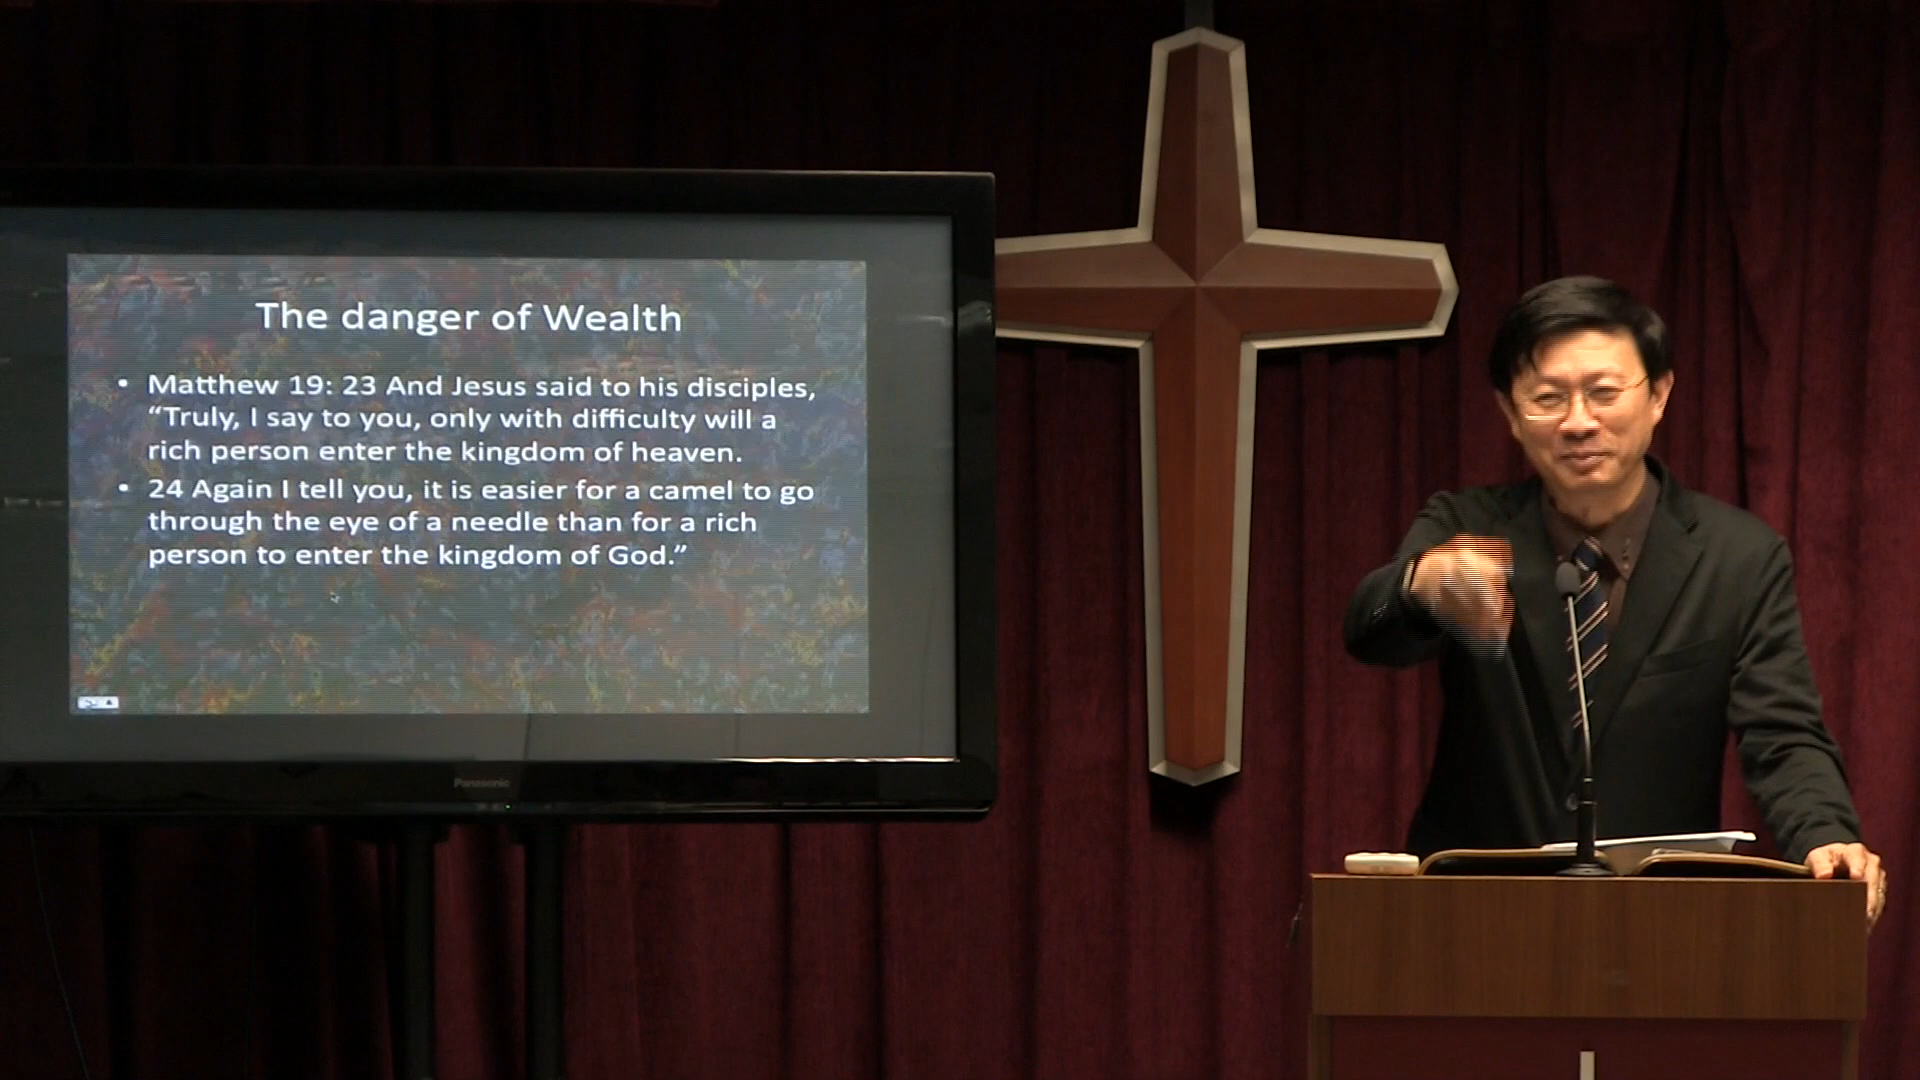 The danger of Wealth
• Matthew 19: 23 And Jesus said to his disciples,
“Truly, I say to you, only with difficulty will a
rich person enter the kingdom of heaven.
• 24 Again I tell you, it is easier for a camel to go
through the eye of a needle than for a rich
person to enter the kingdom of God.”
Panasonic